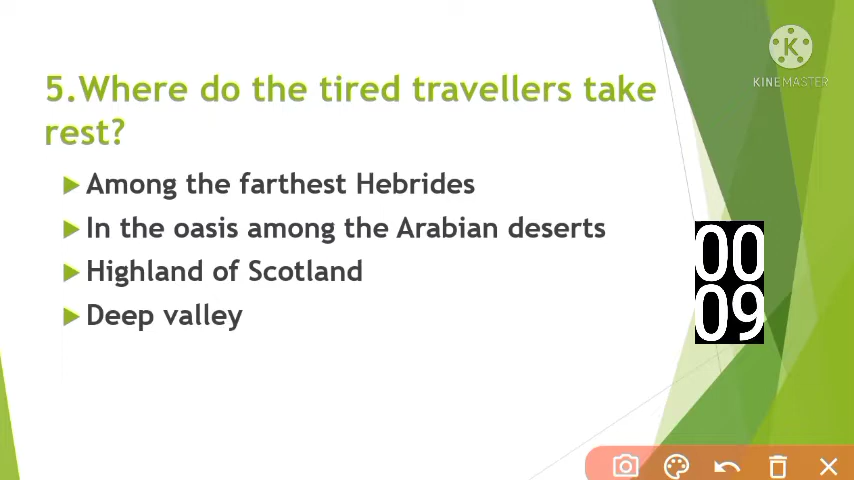 5.Where do the tired travellers take
rest?
Among the farthest Hebrides
In the oasis among the Arabian deserts
Highland of Scotland
Deep valley
K
KINEMASTER
00
09